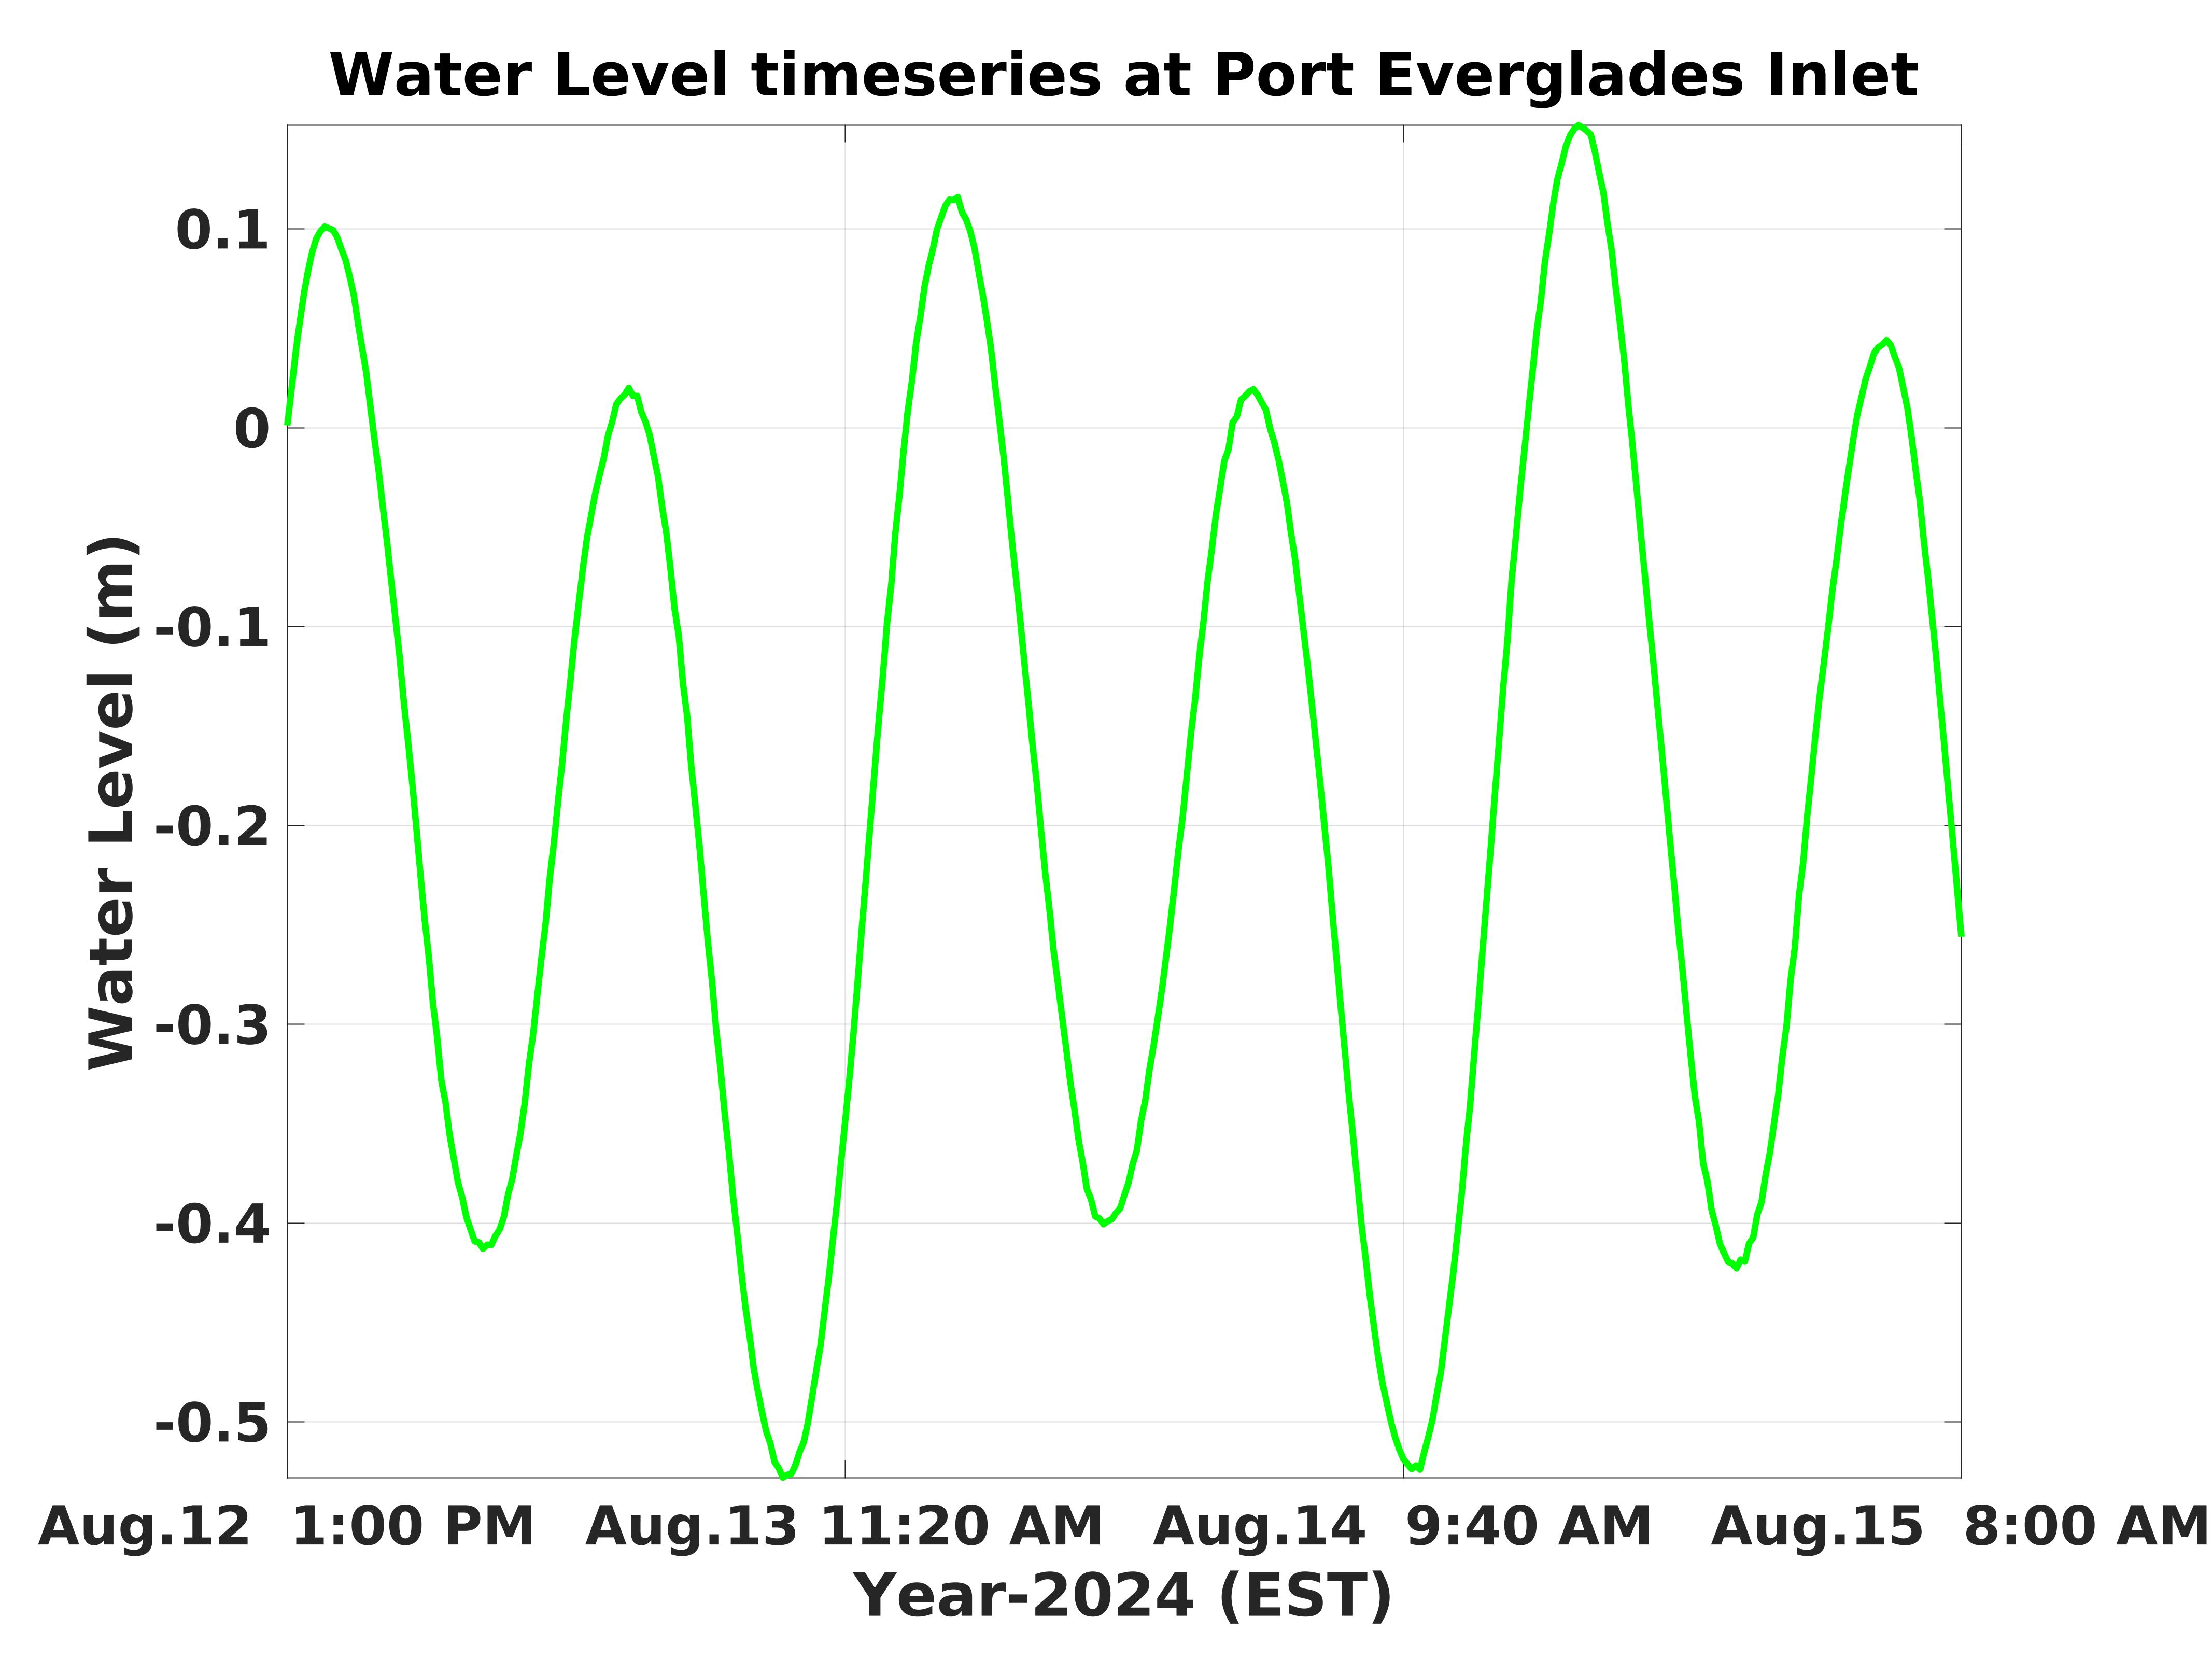 Water Level timeseries at Port Everglades Inlet
0.1
0
-0.1
-0.2
-0.3
-0.4
-0.5
Water Level (m)
Aug.12 1:00 PM Aug.13 11:20 AM Aug.14 9:40 AM Aug.15 8:00 AM
Year-2024 (EST)